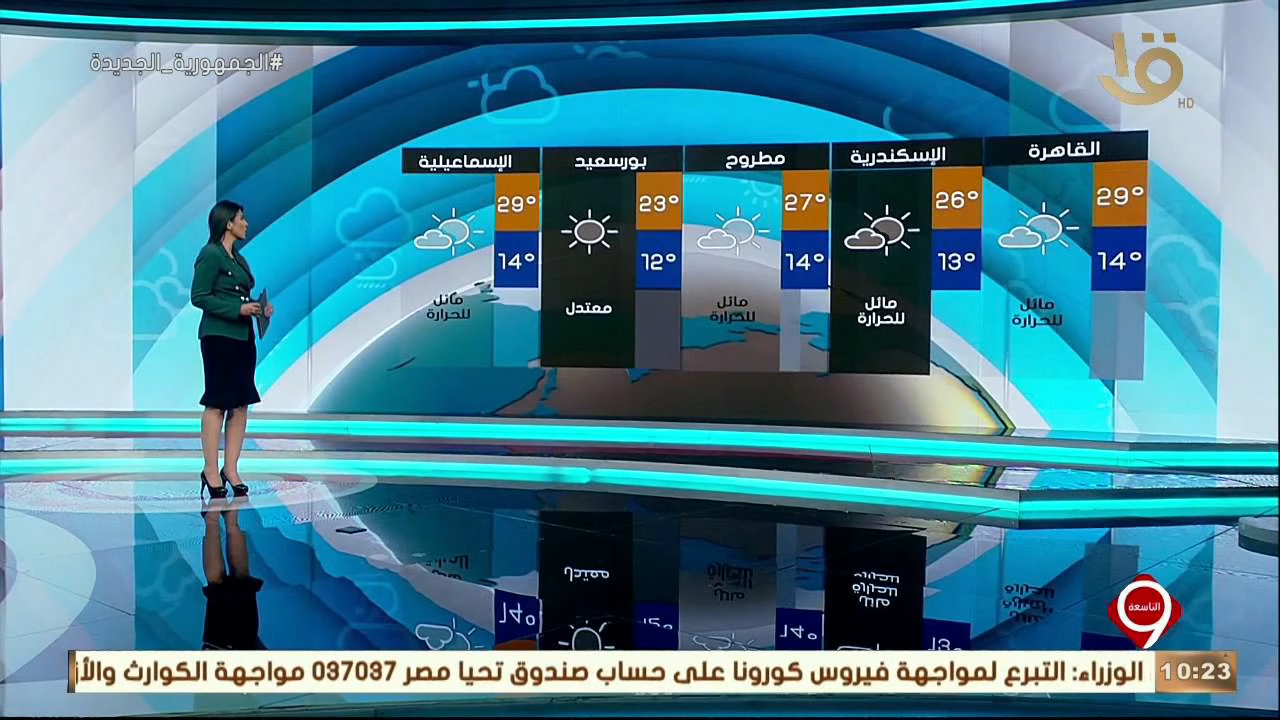 #الجمهورية_الجديدة
HD
القاهرة
29°
14°
مائل
للحرارة
الإسكندرية
26°
13°
مائل
للحرارة
مطروح
27°
14°
مائل
للحرارة
بورسعيد
23°
12°
معتدل
الإسماعيلية
29°
14°
مائل
للحرارة
التاسعة
9
10:23
الوزراء: التبرع لمواجهة فيروس كورونا على حساب صندوق تحيا مصر 037037 مواجهة الكوارث والأز